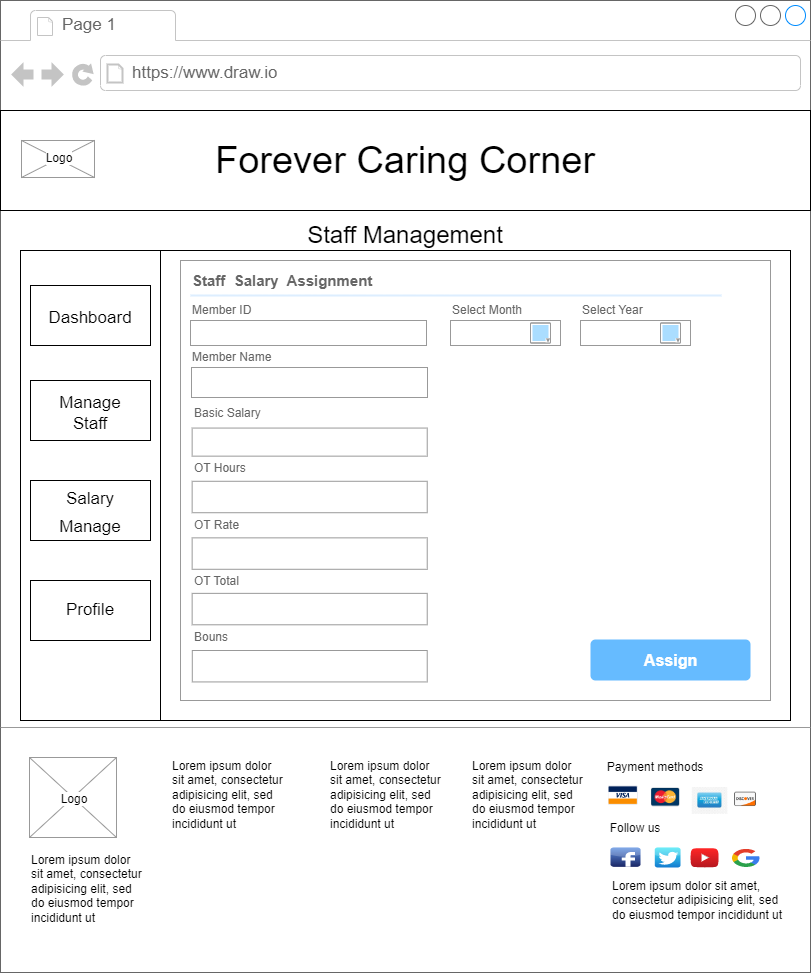 Page 1
https://www.draw.io
Logo
Forever Caring Corner
Staff Management
Dashboard
Manage
Staff
Salary
Manage
Profile
Staff Salary Assignment
Member ID
Select Month
Select Year
Member Name
Basic Salary
OT Hours
OT Rate
OT Total
Bouns
Assign
Logo
Lorem ipsum dolor
sit amet, consectetur
adipisicing elit, sed
do eiusmod tempor
incididunt ut
Lorem ipsum dolor
sit amet, consectetur
adipisicing elit, sed
do eiusmod tempor
incididunt ut
Lorem ipsum dolor
sit amet, consectetur
adipisicing elit, sed
do eiusmod tempor
incididunt ut
Lorem ipsum dolor
sit amet, consectetur
adipisicing elit, sed
do eiusmod tempor
incididunt ut
Payment methods
VISA
MasterCard
DISCOVER
Follow us
Lorem ipsum dolor sit amet,
consectetur adipisicing elit, sed
do eiusmod tempor incididunt ut